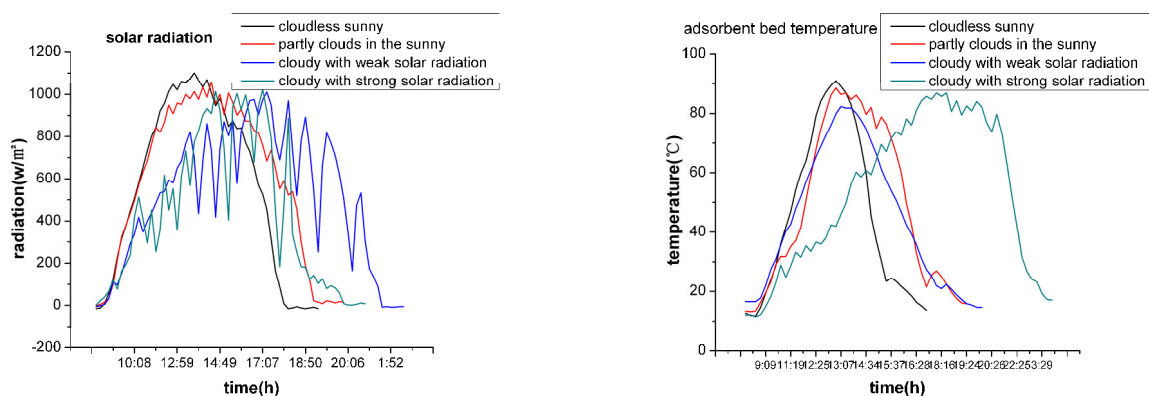 solar radiation
cloudless sunny
partly clouds in the sunny
cloudy with weak solar radiation
cloudy with strong solar radiation
1200
1000
800
600
400
200
0
-200
radiation(w/㎡)
10:08 12:59 14:49 17:07 18:50 20:06 1:52
time(h)
adsorbent bed temperature
cloudless sunny
partly clouds in the sunny
cloudy with weak solar radiation
cloudy with strong solar radiation
100
80
60
40
20
0
temperature(℃)
9:09 11:19 12:25 13:07 14:34 15:37 16:28 18:16 19:24 20:26 22:25 3:29
time(h)